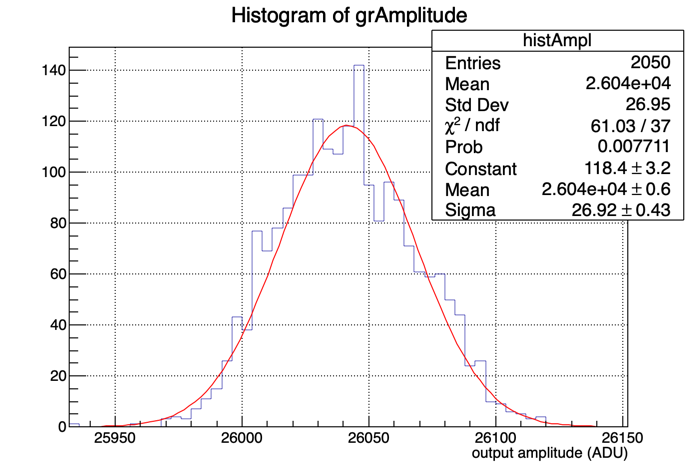 Histogram of grAmplitude
histAmpl
Entries 2050
Mean 2.604e+04
Std Dev 26.95
χ² / ndf 61.03 / 37
Prob 0.007711
Constant 118.4 ± 3.2
Mean 2.604e+04 ± 0.6
Sigma 26.92 ± 0.43
140
120
100
80
60
40
20
0
25950 26000 26050 26100 26150
output amplitude (ADU)